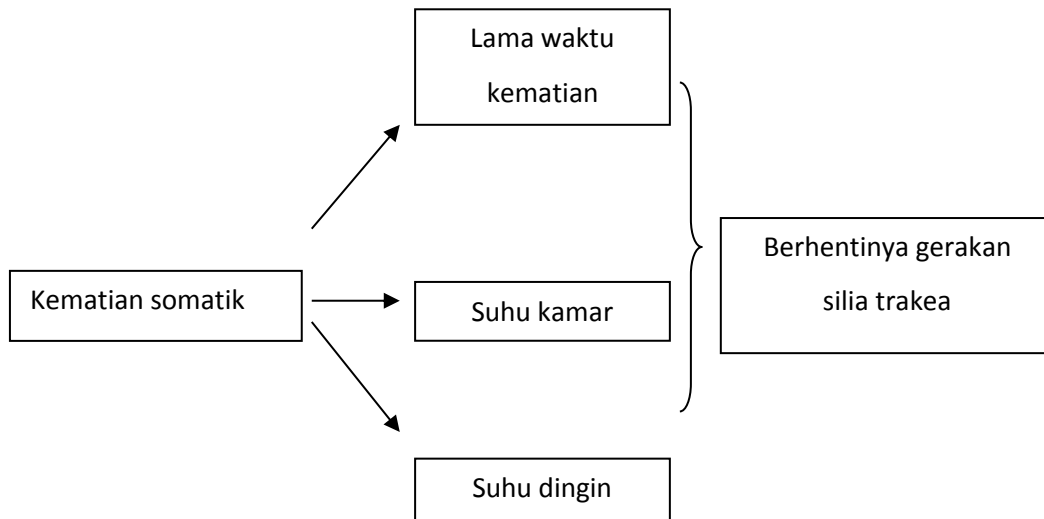 Lama waktu
kematian
Kematian somatik
Suhu kamar
Suhu dingin
Berhentinya gerakan
silia trakea